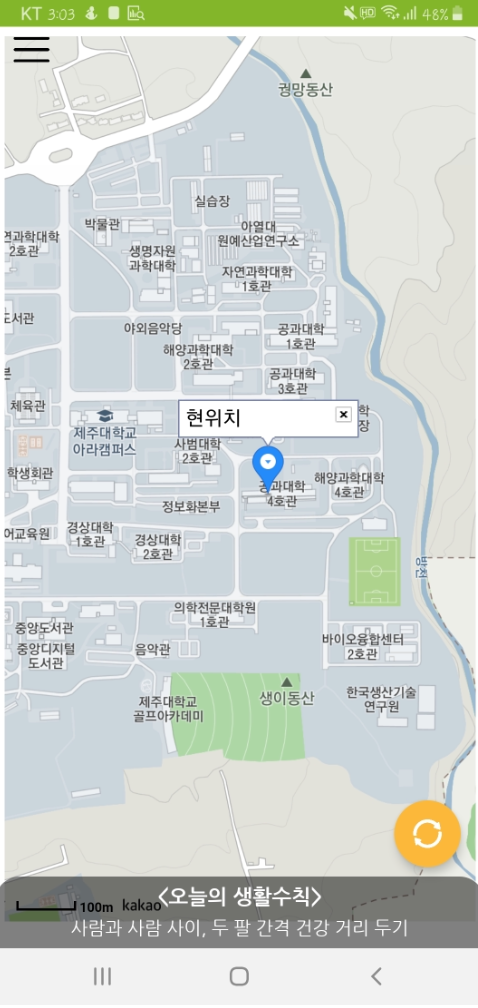 KT 3:03
HD
48%
궝망동산
실습장
박물관
아열대
원예산업연구소
연과학대학
2호관
생명자원
과학대학
자연과학대학
1호관
도서관
야외음악당
공과대학
1호관
해양과학대학
2호관
본
공과대학
3호관
체육관
현위치
학
장
제주대학교
아라캠퍼스
사범대학
2호관
학생회관
공과대학
4호관
해양과학대학
4호관
정보화본부
어교육원
경상대학
1호관
경상대학
2호관
방천
의학전문대학원
1호관
중앙도서관
중앙디지털
도서관
음악관
바이오융합센터
2호관
생이동산
제주대학교
골프아카데미
한국생산기술
연구원
100m
kakao
<오늘의 생활수칙>
사람과 사람 사이, 두 팔 간격 건강 거리 두기